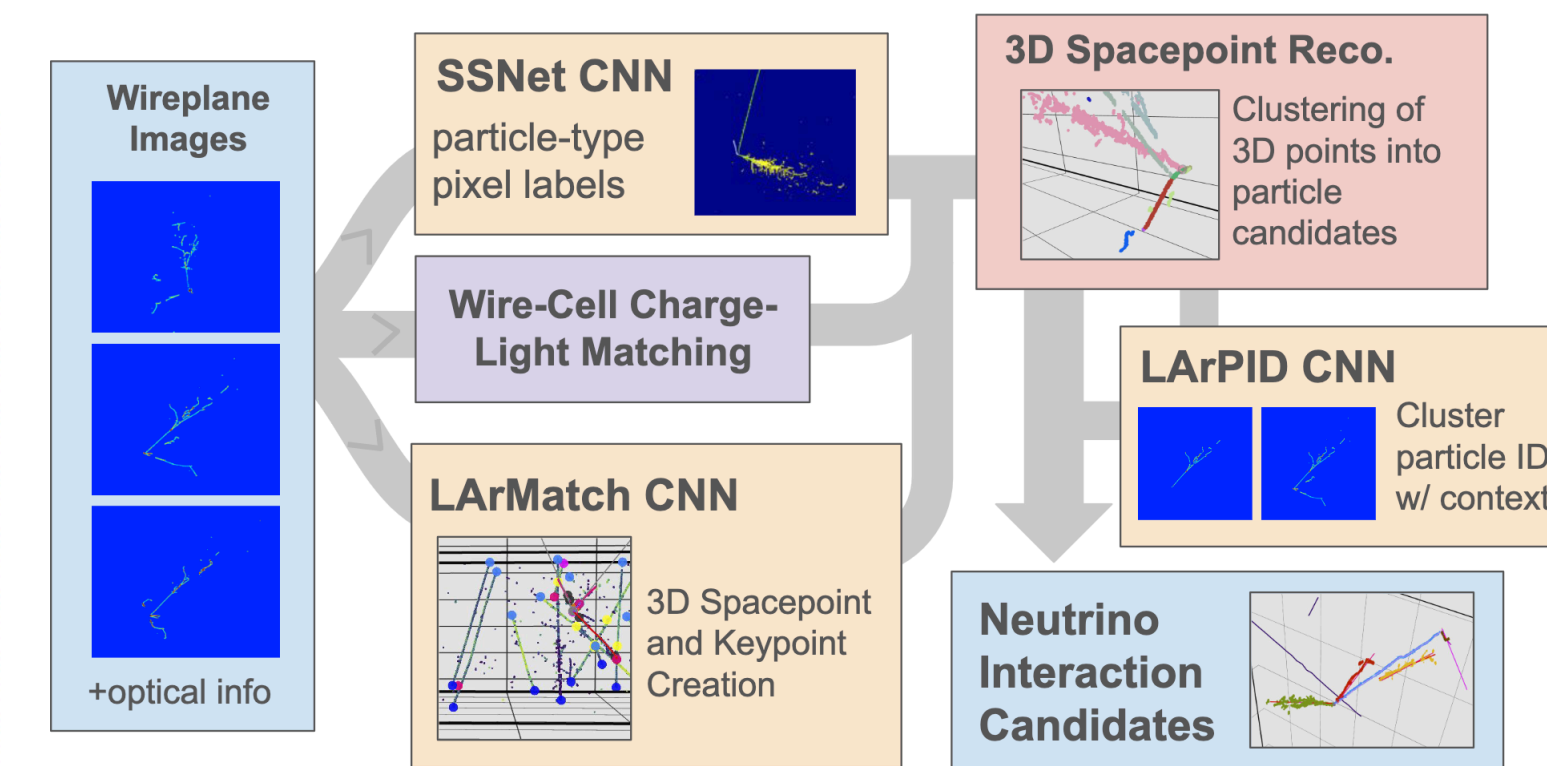 Wireplane
Images
+optical info
SSNet CNN
particle-type
pixel labels
Wire-Cell Charge-
Light Matching
LArMatch CNN
3D Spacepoint
and Keypoint
Creation
3D Spacepoint Reco.
Clustering of
3D points into
particle
candidates
LArPID CNN
Cluster
particle ID
w/ context
Neutrino
Interaction
Candidates